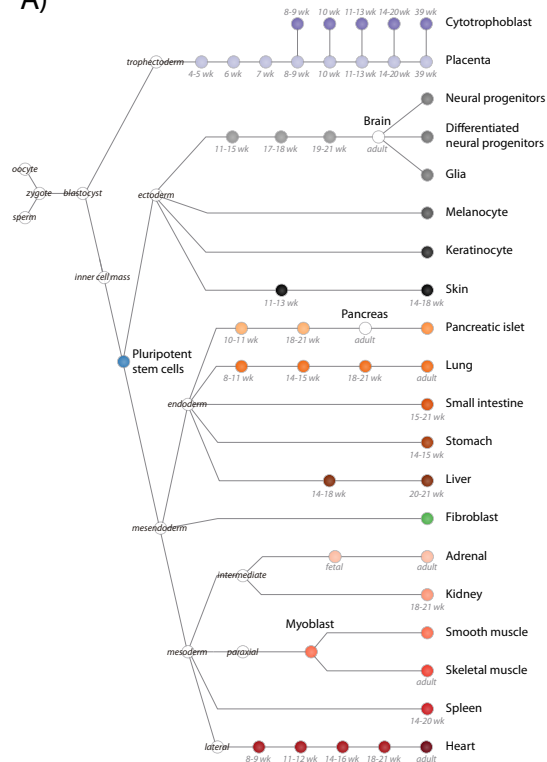 A)
8-9 wk 10 wk 11-13 wk 14-20 wk 39 wk
Cytotrophoblast
trophectoderm
Placenta
4-5 wk 6 wk 7 wk 8-9 wk 10 wk 11-13 wk 14-20 wk 39 wk
Neural progenitors
Brain
Differentiated
neural progenitors
11-15 wk 17-18 wk 19-21 wk adult
Glia
oocyte
zygote blastocyst
sperm
ectoderm
Melanocyte
Keratinocyte
inner cell mass
Skin
11-13 wk 14-18 wk
Pancreas
Pancreatic islet
10-11 wk 18-21 wk adult
Pluripotent
stem cells
Lung
8-11 wk 14-15 wk 18-21 wk adult
endoderm
Small intestine
15-21 wk
Stomach
14-15 wk
Liver
14-18 wk 20-21 wk
mesendoderm
Fibroblast
Adrenal
fetal adult
intermediate
Kidney
18-21 wk
Myoblast
Smooth muscle
mesoderm paraxial
Skeletal muscle
adult
Spleen
14-20 wk
lateral
Heart
8-9 wk 11-12 wk 14-16 wk 18-21 wk adult